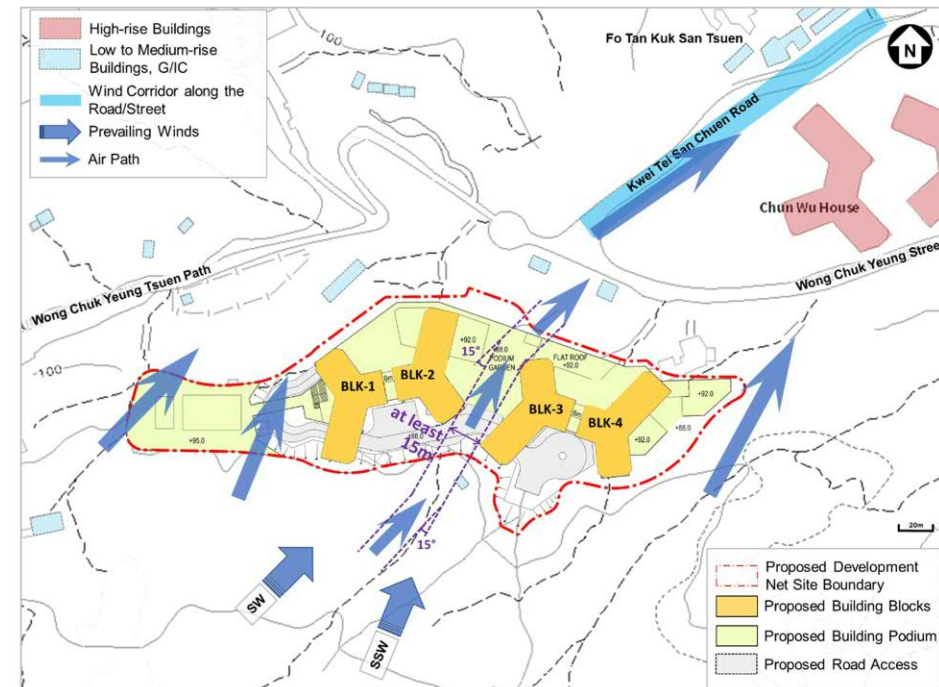 High-rise Buildings
Low to Medium-rise
Buildings, G/IC
Wind Corridor along the
Road/Street
Prevailing Winds
Air Path
100
Fo Tan Kuk San Tsuen
N
Kwei Tei San Chuen Road
Chun Wu House
Wong Chuk Yeung Street
Wong Chuk Yeung Tsuen Path
100
+92.0
15°
+88.0
PODIUM
GARDEN
FLAT ROOF
+92.0
BLK-1
BLK-2
BLK-3
BLK-4
+92.0
+92.0
+88.0
+95.0
at least
15m
15°
20m
SW
SSW
Proposed Development
Net Site Boundary
Proposed Building Blocks
Proposed Building Podium
Proposed Road Access